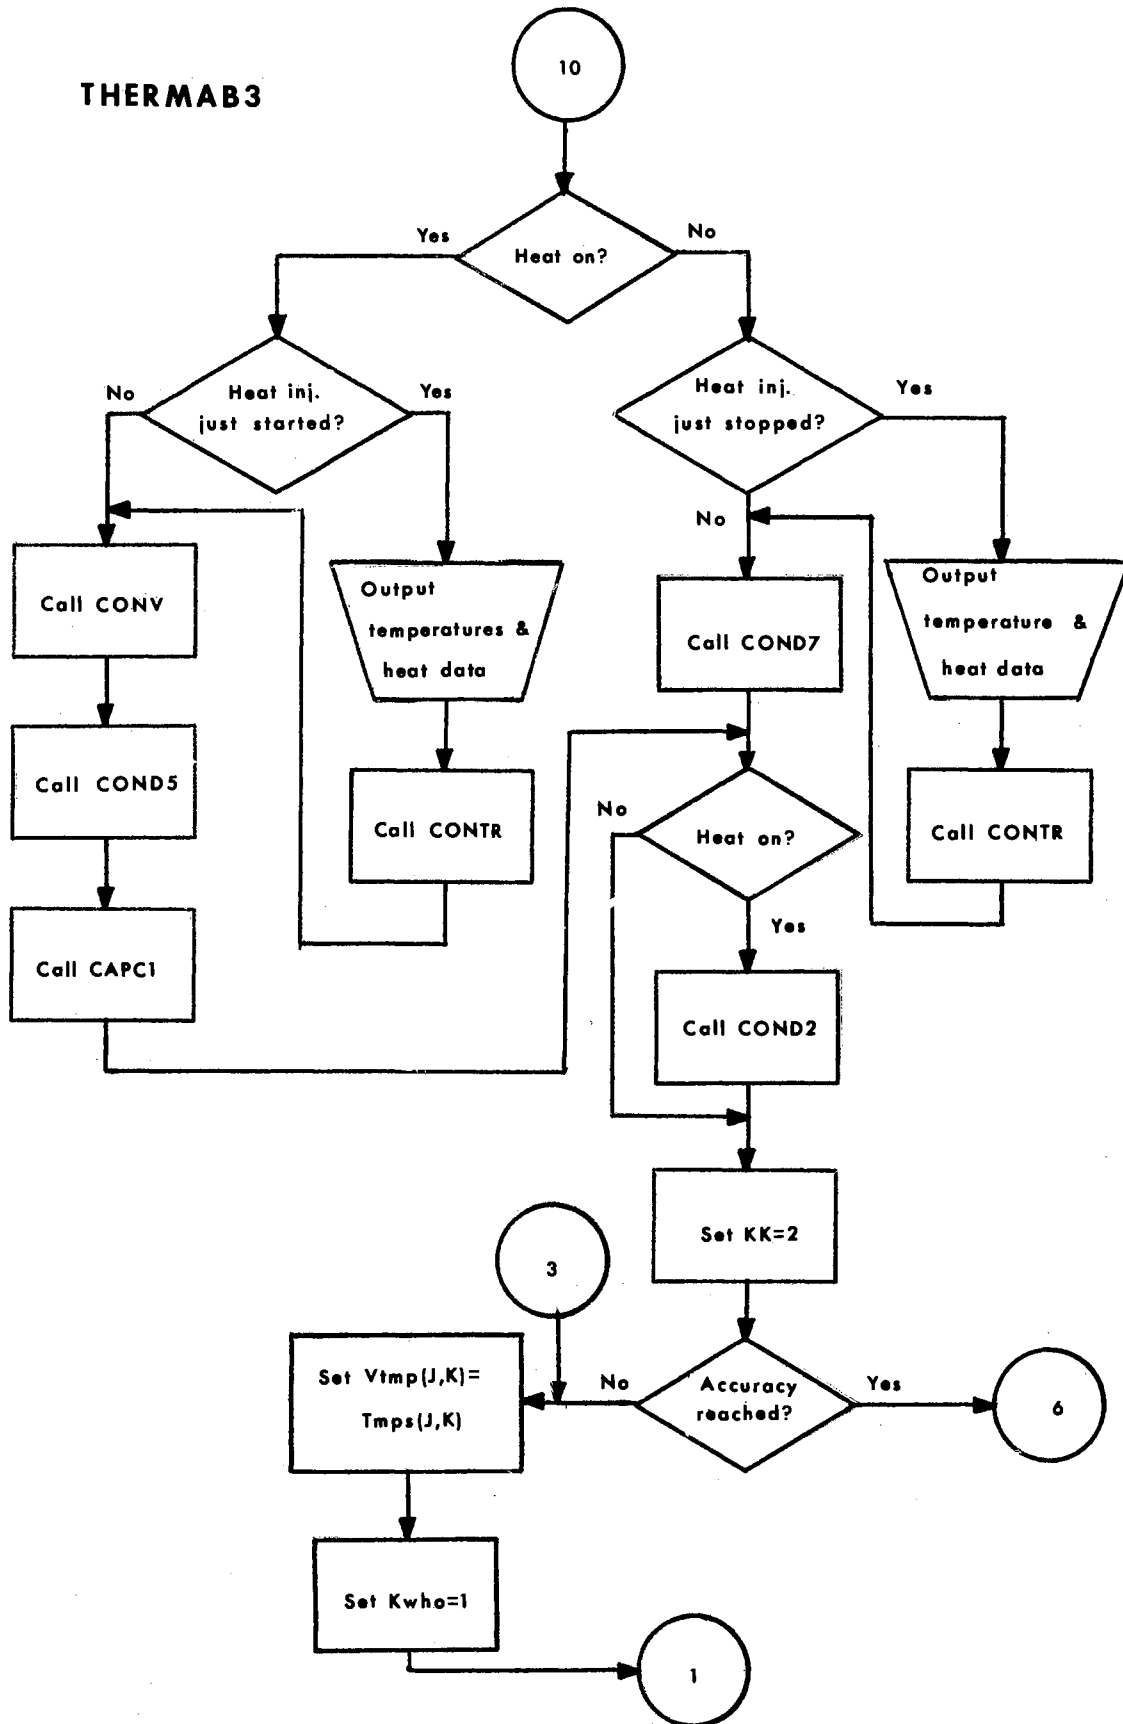 10
THERMAB3
Heat on?
Yes
No
Heat inj.
just started?
No
Yes
Heat inj.
just stopped?
Yes
No
Call CONV
Output
temperatures &
heat data
Call COND7
Output
temperature &
heat data
Call COND5
Call CONTR
No
Heat on?
Call CONTR
Yes
Call CAPC1
Call COND2
Set KK=2
3
Set Vtmp(J,K)=
Tmps(J,K)
No
Accuracy
reached?
Yes
6
Set Kwho=1
1